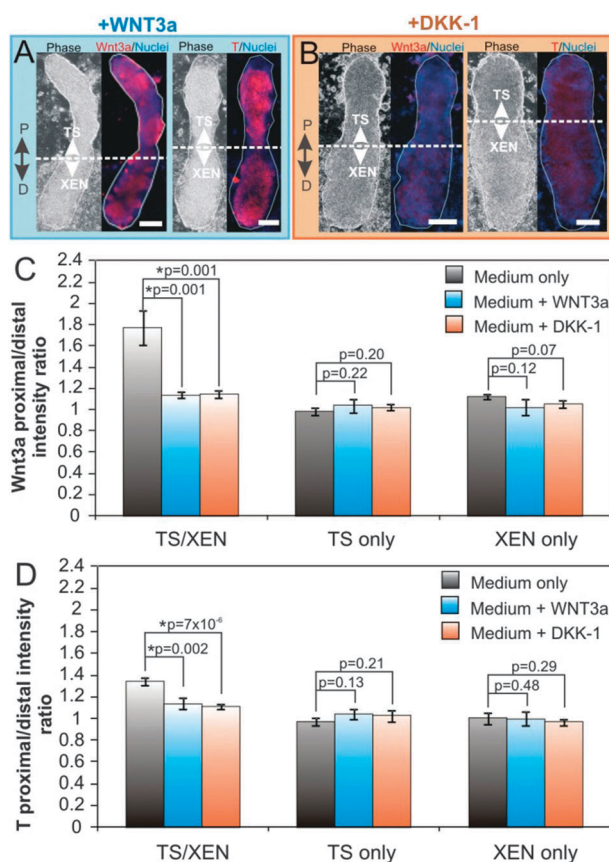 +WNT3a
+DKK-1
A
Phase
Wnt3a/Nuclei
Phase
T/Nuclei
B
Phase
Wnt3a/Nuclei
Phase
T/Nuclei
P
D
TS
XEN
TS
XEN
P
D
TS
XEN
TS
XEN
C
Wnt3a proximal/distal
intensity ratio
2.4
2.2
2
1.8
1.6
1.4
1.2
1
0.8
0.6
0.4
0.2
0
*p=0.001
*p=0.001
p=0.20
p=0.22
p=0.07
p=0.12
Medium only
Medium + WNT3a
Medium + DKK-1
TS/XEN
TS only
XEN only
D
T proximal/distal intensity
ratio
2.4
2.2
2
1.8
1.6
1.4
1.2
1
0.8
0.6
0.4
0.2
0
*p=7x10⁻⁶
*p=0.002
p=0.21
p=0.13
p=0.29
p=0.48
Medium only
Medium + WNT3a
Medium + DKK-1
TS/XEN
TS only
XEN only